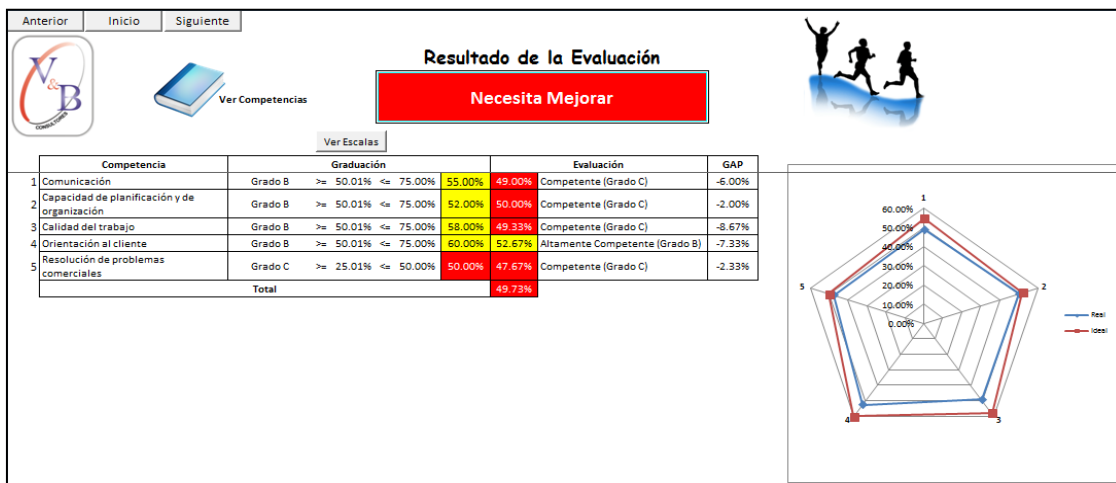 Anterior Inicio Siguiente
V&B
CONSULTORES
Ver Competencias
Resultado de la Evaluación
Necesita Mejorar
Ver Escalas
Competencia Graduación Evaluación GAP
1 Comunicación Grado B >= 50.01% <= 75.00% 55.00% 49.00% Competente (Grado C) -6.00%
2 Capacidad de planificación y de
organización Grado B >= 50.01% <= 75.00% 52.00% 50.00% Competente (Grado C) -2.00%
3 Calidad del trabajo Grado B >= 50.01% <= 75.00% 58.00% 49.33% Competente (Grado C) -8.67%
4 Orientación al cliente Grado B >= 50.01% <= 75.00% 60.00% 52.67% Altamente Competente (Grado B) -7.33%
5 Resolución de problemas
comerciales Grado C >= 25.01% <= 50.00% 50.00% 47.67% Competente (Grado C) -2.33%
Total 49.73%
1
60.00%
50.00%
40.00%
30.00%
20.00%
10.00%
0.00%
5
2
4
3
Real
Ideal